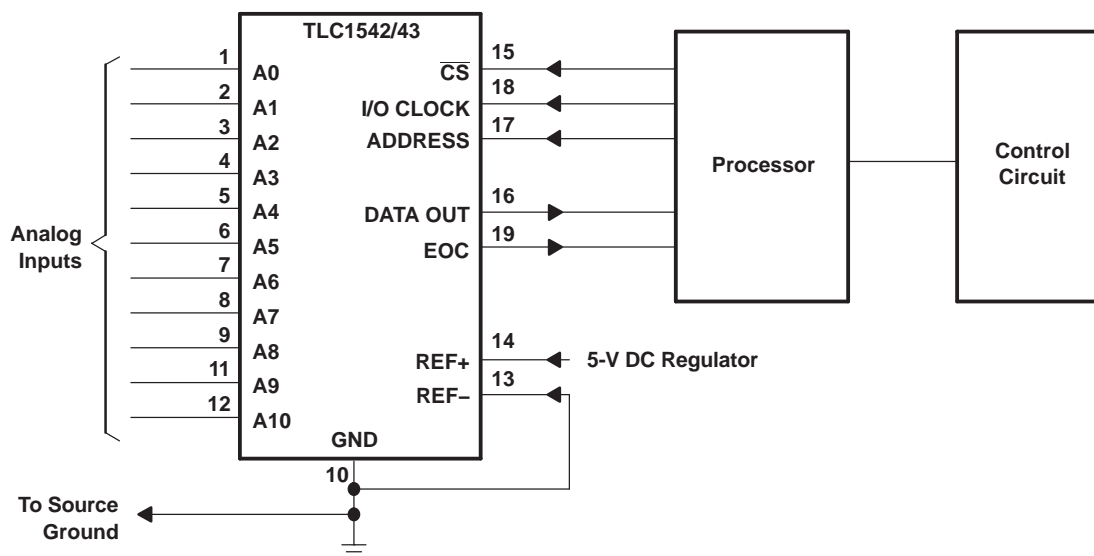 TLC1542/43
Analog
Inputs
1
A0
2
A1
3
A2
4
A3
5
A4
6
A5
7
A6
8
A7
9
A8
11
A9
12
A10
15
CS
18
I/O CLOCK
17
ADDRESS
16
DATA OUT
19
EOC
14
REF+
5-V DC Regulator
13
REF–
GND
10
To Source
Ground
Processor
Control
Circuit